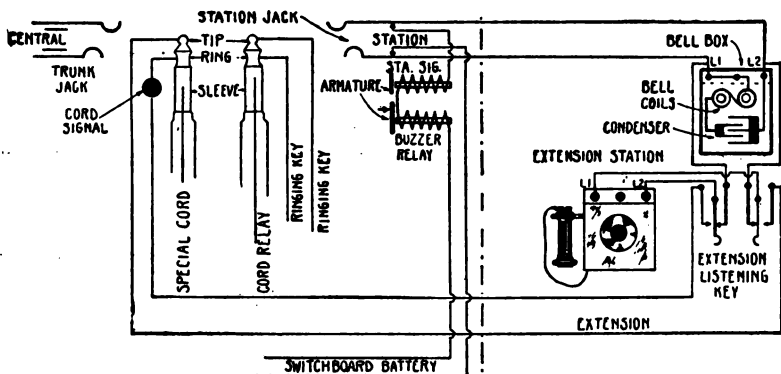 STATION JACK
CENTRAL
TIP
STATION
BELL BOX
RING
L1 L2
TRUNK
JACK
STA. SIG.
ARMATURE
SLEEVE
BELL
COILS
CORD
SIGNAL
CONDENSER
BUZZER
RELAY
EXTENSION STATION
L1 L2
RINGING KEY
RINGING KEY
SPECIAL CORD
CORD RELAY
EXTENSION
LISTENING
KEY
EXTENSION
SWITCHBOARD BATTERY